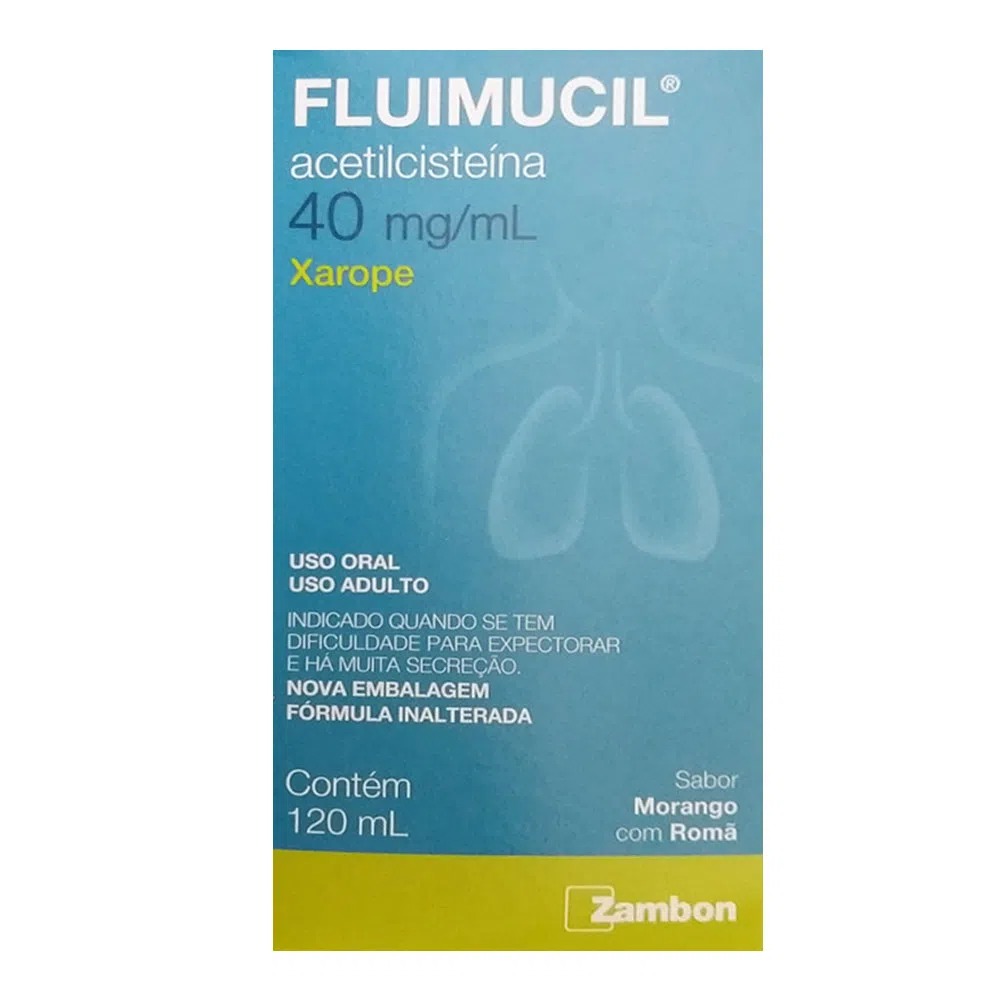 FLUIMUCIL®
acetilcisteína
40 mg/mL
Xarope
USO ORAL
USO ADULTO
INDICADO QUANDO SE TEM
DIFICULDADE PARA EXPECTORAR
E HÁ MUITA SECREÇÃO.
NOVA EMBALAGEM
FÓRMULA INALTERADA
Contém
120 mL
Sabor
Morango
com Romã
Zambon